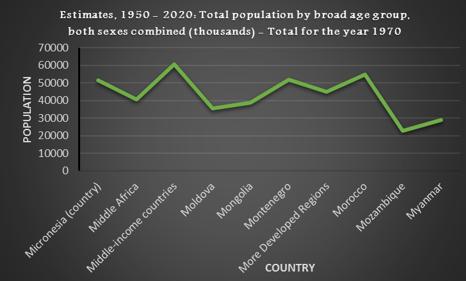 Estimates, 1950 – 2020: Total population by broad age group,
both sexes combined (thousands) – Total for the year 1970
POPULATION
70000
60000
50000
40000
30000
20000
10000
0
Micronesia (country)
Middle Africa
Middle-income countries
Moldova
Mongolia
Montenegro
More Developed Regions
Morocco
Mozambique
Myanmar
COUNTRY